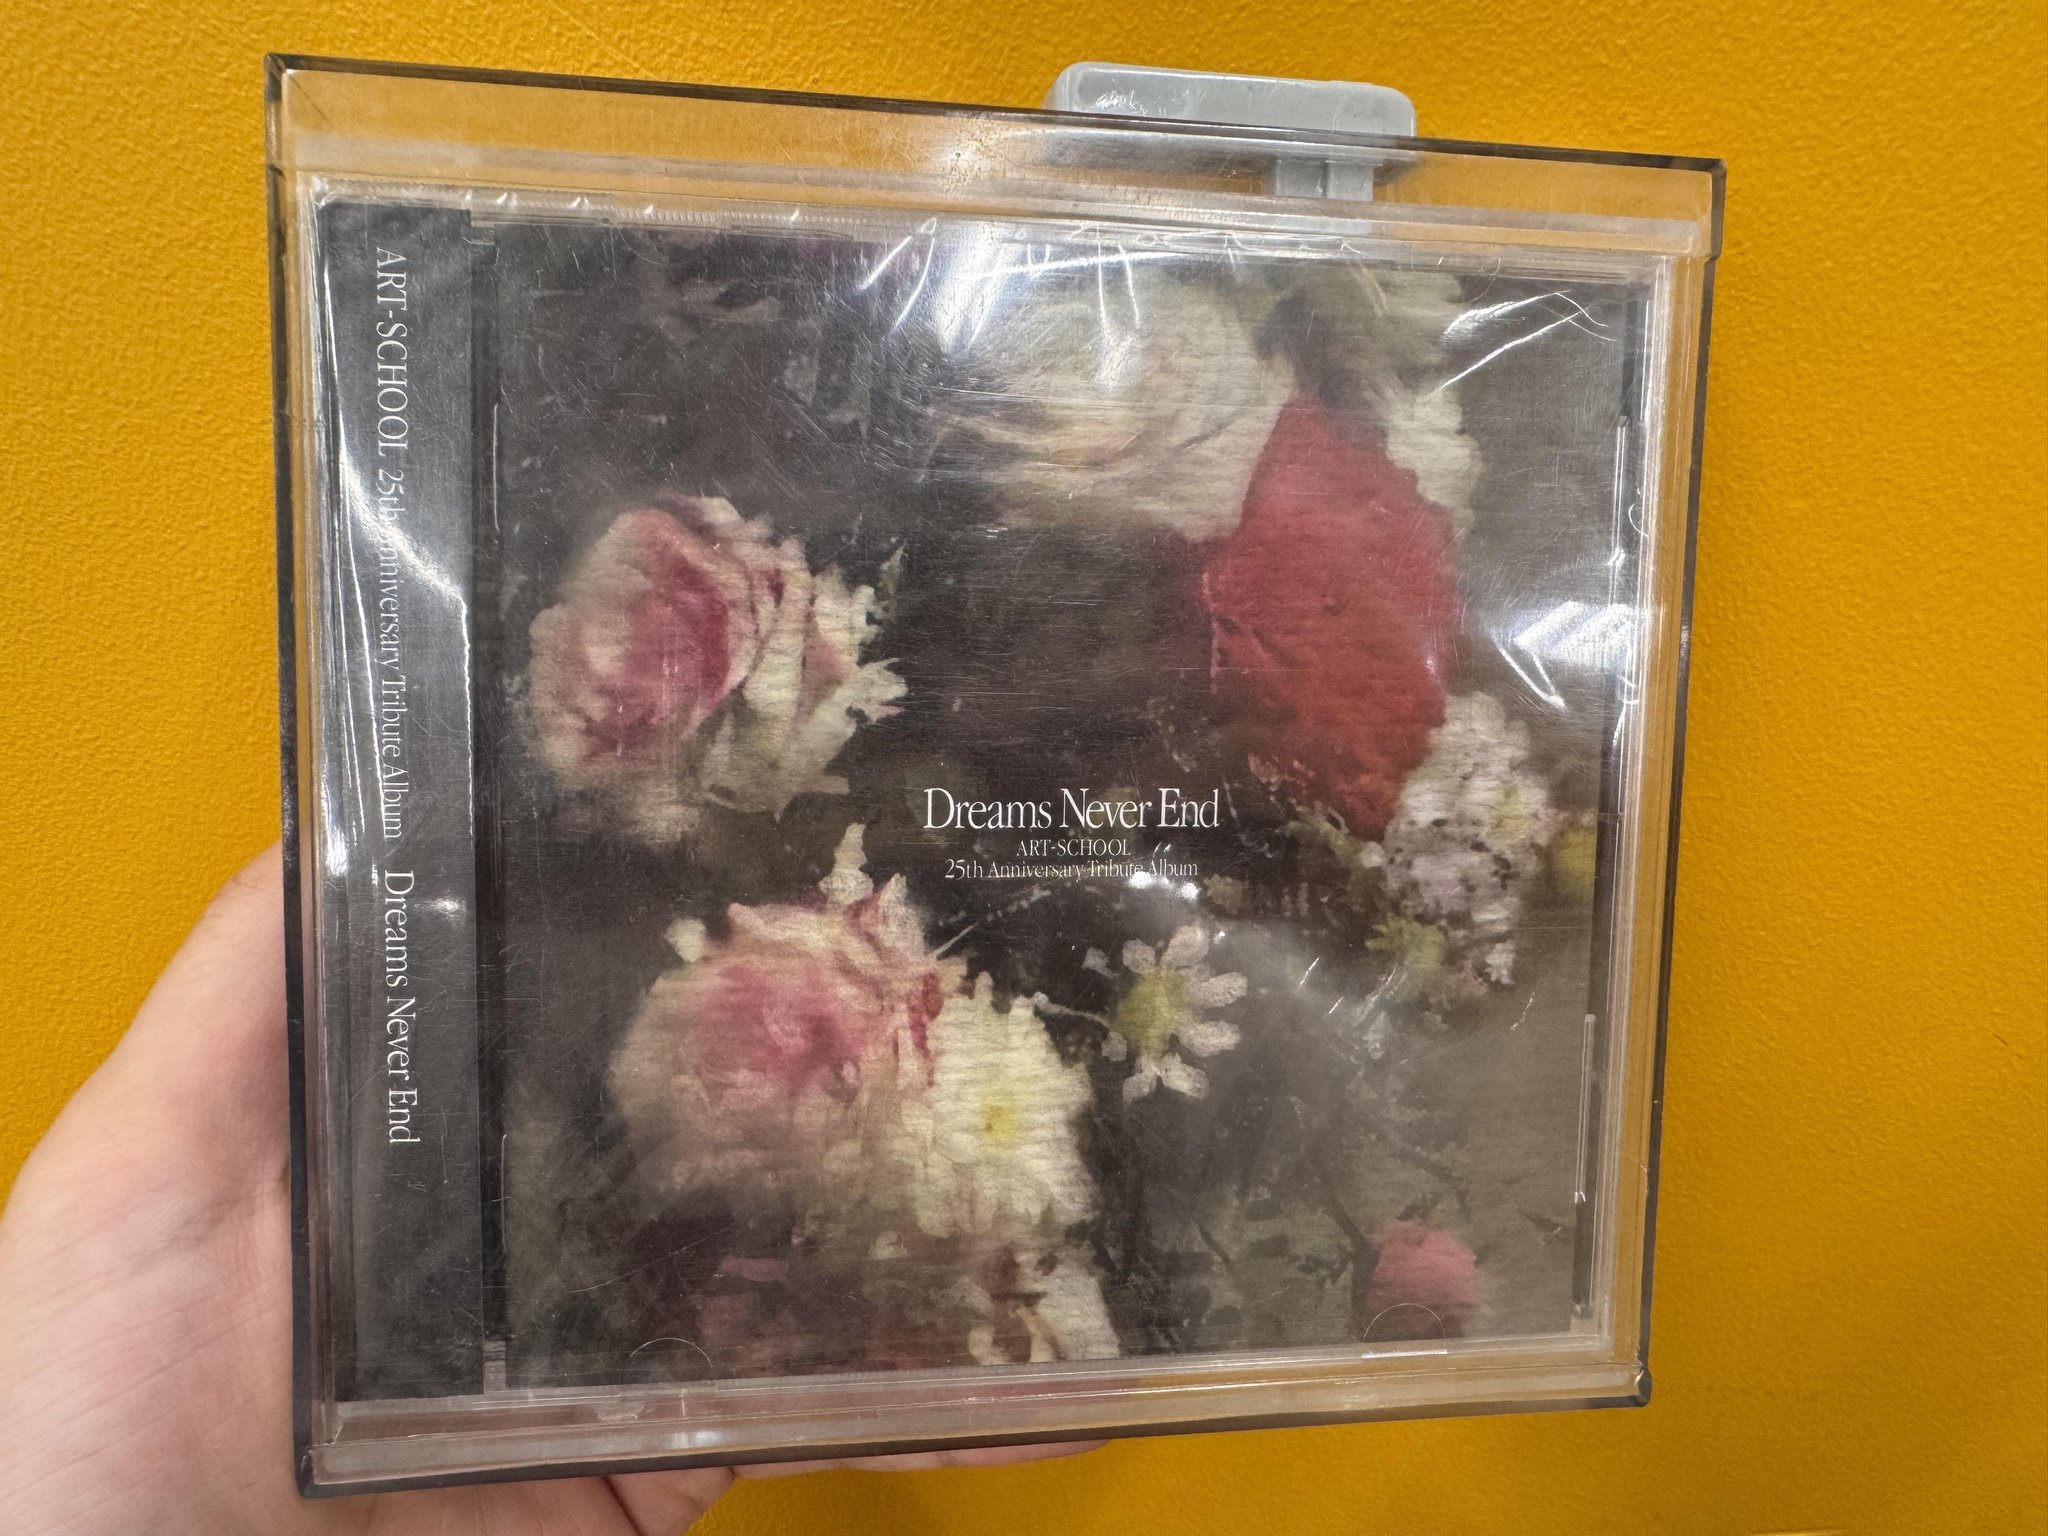 ART-SCHOOL 25th Anniversary Tribute Album Dreams Never End
Dreams Never End
ART-SCHOOL
25th Anniversary Tribute Album